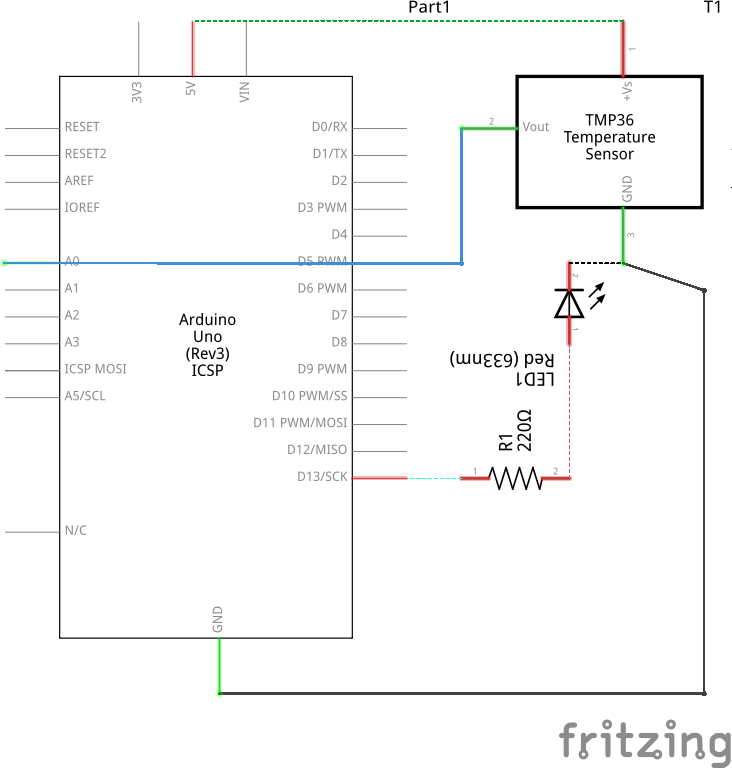 Part1
T1
3V3
5V
VIN
1
+Vs
RESET
D0/RX
2
Vout
TMP36
Temperature
Sensor
RESET2
D1/TX
AREF
D2
IOREF
D3 PWM
GND
D4
3
A0
D5 PWM
2
A1
D6 PWM
A2
D7
Arduino
Uno
(Rev3)
ICSP
1
A3
D8
ICSP MOSI
D9 PWM
LED1
Red (633nm)
A5/SCL
D10 PWM/SS
D11 PWM/MOSI
R1
220Ω
D12/MISO
D13/SCK
1
2
N/C
GND
fritzing